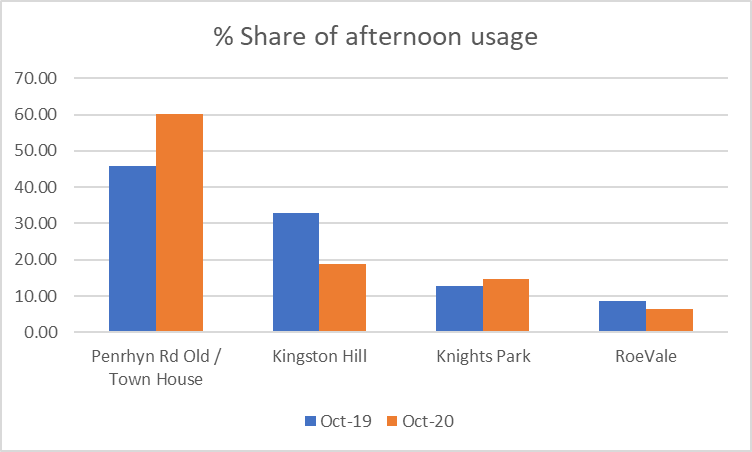 % Share of afternoon usage
70.00
60.00
50.00
40.00
30.00
20.00
10.00
0.00
Penrhyn Rd Old /
Town House
Kingston Hill
Knights Park
RoeVale
Oct-19
Oct-20